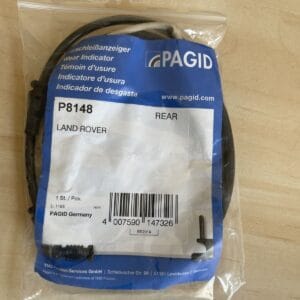 PAGID
Verschleißanzeiger
Wear Indicator
Témoin d'usure
Indicatore d'usura
Indicador de desgaste
www.pagid.com
P8148
REAR
LAND ROVER
1 St. / Pcs.
PAGID Germany
4 007590 147326